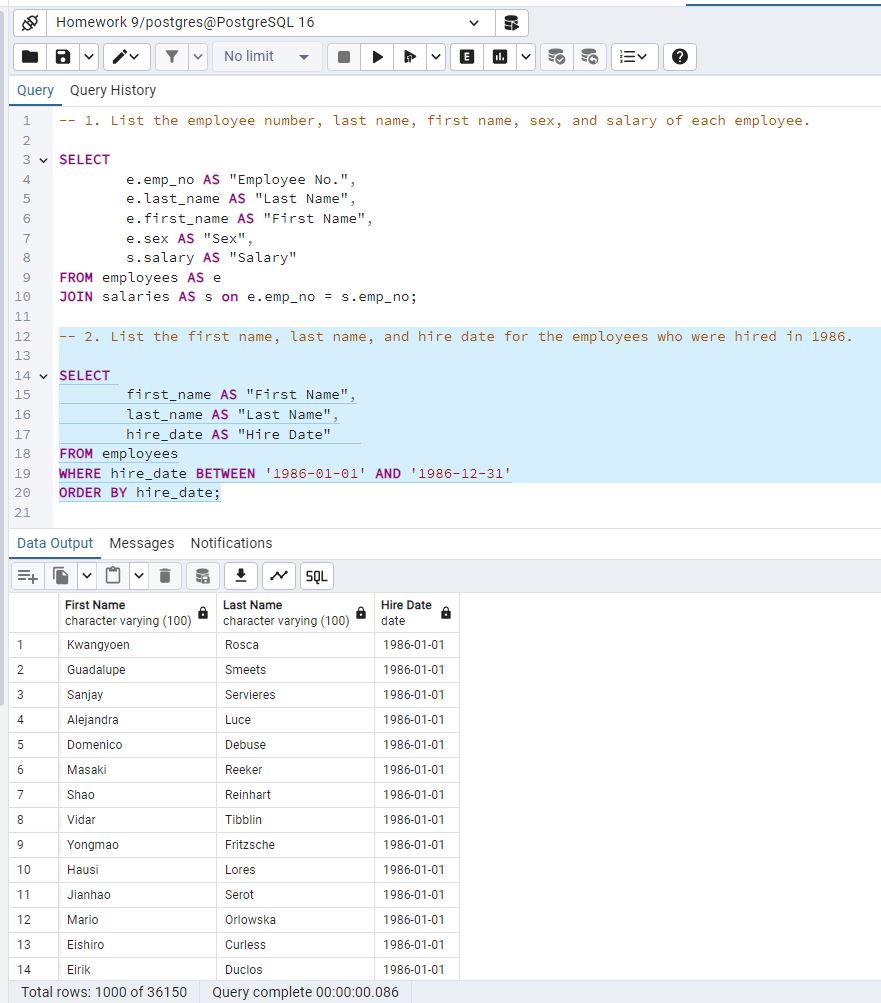 Homework 9/postgres@PostgreSQL 16
No limit E
Query Query History
1 -- 1. List the employee number, last name, first name, sex, and salary of each employee.
2
3 SELECT
4 e.emp_no AS "Employee No.",
5 e.last_name AS "Last Name",
6 e.first_name AS "First Name",
7 e.sex AS "Sex",
8 s.salary AS "Salary"
9 FROM employees AS e
10 JOIN salaries AS s on e.emp_no = s.emp_no;
11
12 -- 2. List the first name, last name, and hire date for the employees who were hired in 1986.
13
14 SELECT
15 first_name AS "First Name",
16 last_name AS "Last Name",
17 hire_date AS "Hire Date"
18 FROM employees
19 WHERE hire_date BETWEEN '1986-01-01' AND '1986-12-31'
20 ORDER BY hire_date;
21
Data Output Messages Notifications
SQL
First Name Last Name Hire Date
character varying (100) character varying (100) date
1 Kwangyoen Rosca 1986-01-01
2 Guadalupe Smeets 1986-01-01
3 Sanjay Servieres 1986-01-01
4 Alejandra Luce 1986-01-01
5 Domenico Debuse 1986-01-01
6 Masaki Reeker 1986-01-01
7 Shao Reinhart 1986-01-01
8 Vidar Tibblin 1986-01-01
9 Yongmao Fritzsche 1986-01-01
10 Hausi Lores 1986-01-01
11 Jianhao Serot 1986-01-01
12 Mario Orlowska 1986-01-01
13 Eishiro Curless 1986-01-01
14 Eirik Duclos 1986-01-01
Total rows: 1000 of 36150 Query complete 00:00:00.086